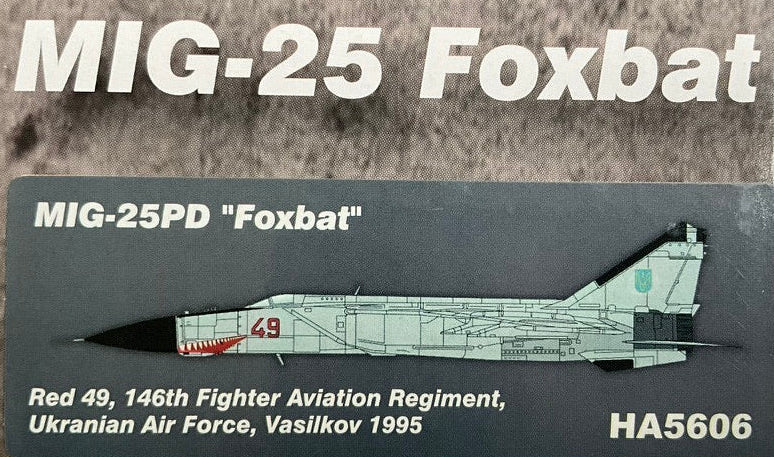 MIG-25 Foxbat
MIG-25PD "Foxbat"
49
Red 49, 146th Fighter Aviation Regiment,
Ukranian Air Force, Vasilkov 1995
HA5606